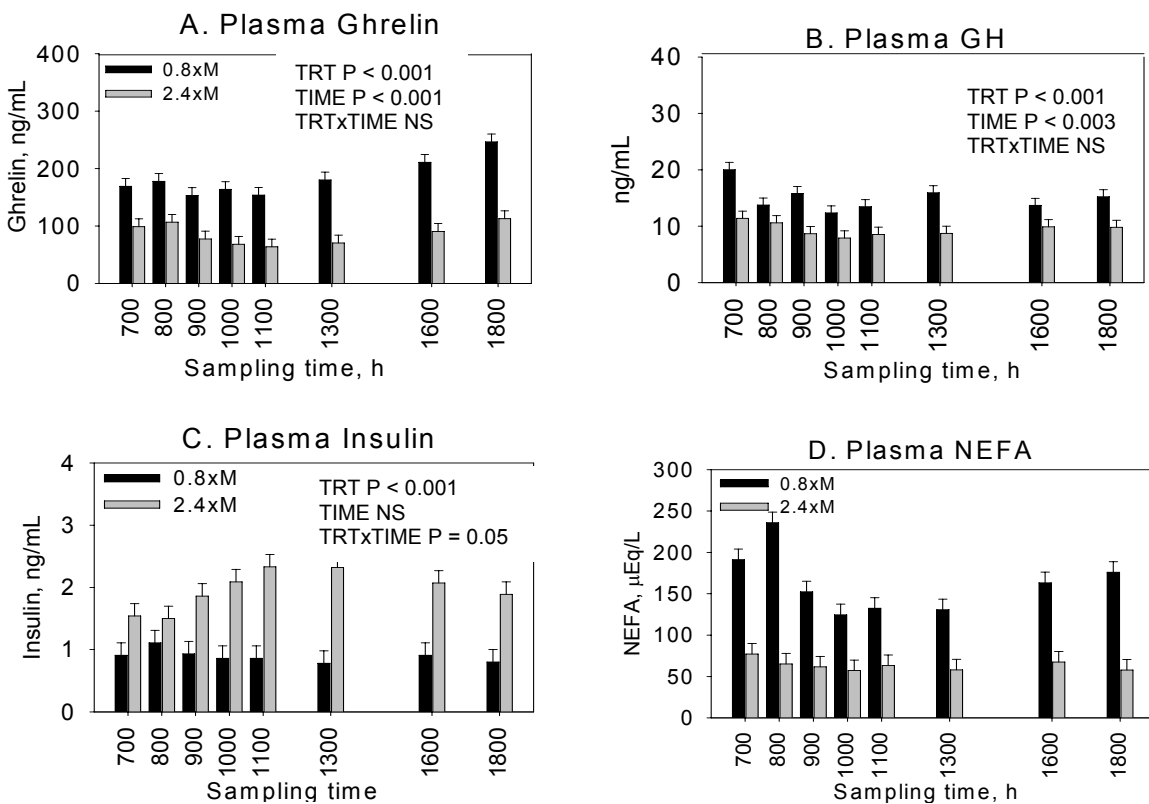 A. Plasma Ghrelin
400
300
200
100
0
Ghrelin, ng/mL
0.8xM
2.4xM
TRT P < 0.001
TIME P < 0.001
TRTxTIME NS
700
800
900
1000
1100
1300
1600
1800
Sampling time, h
B. Plasma GH
40
30
20
10
0
ng/mL
TRT P < 0.001
TIME P < 0.003
TRTxTIME NS
700
800
900
1000
1100
1300
1600
1800
Sampling time, h
C. Plasma Insulin
4
3
2
1
0
Insulin, ng/mL
0.8xM
2.4xM
TRT P < 0.001
TIME NS
TRTxTIME P = 0.05
700
800
900
1000
1100
1300
1600
1800
Sampling time
D. Plasma NEFA
300
250
200
150
100
50
0
NEFA, µEq/L
0.8xM
2.4xM
700
800
900
1000
1100
1300
1600
1800
Sampling time, h